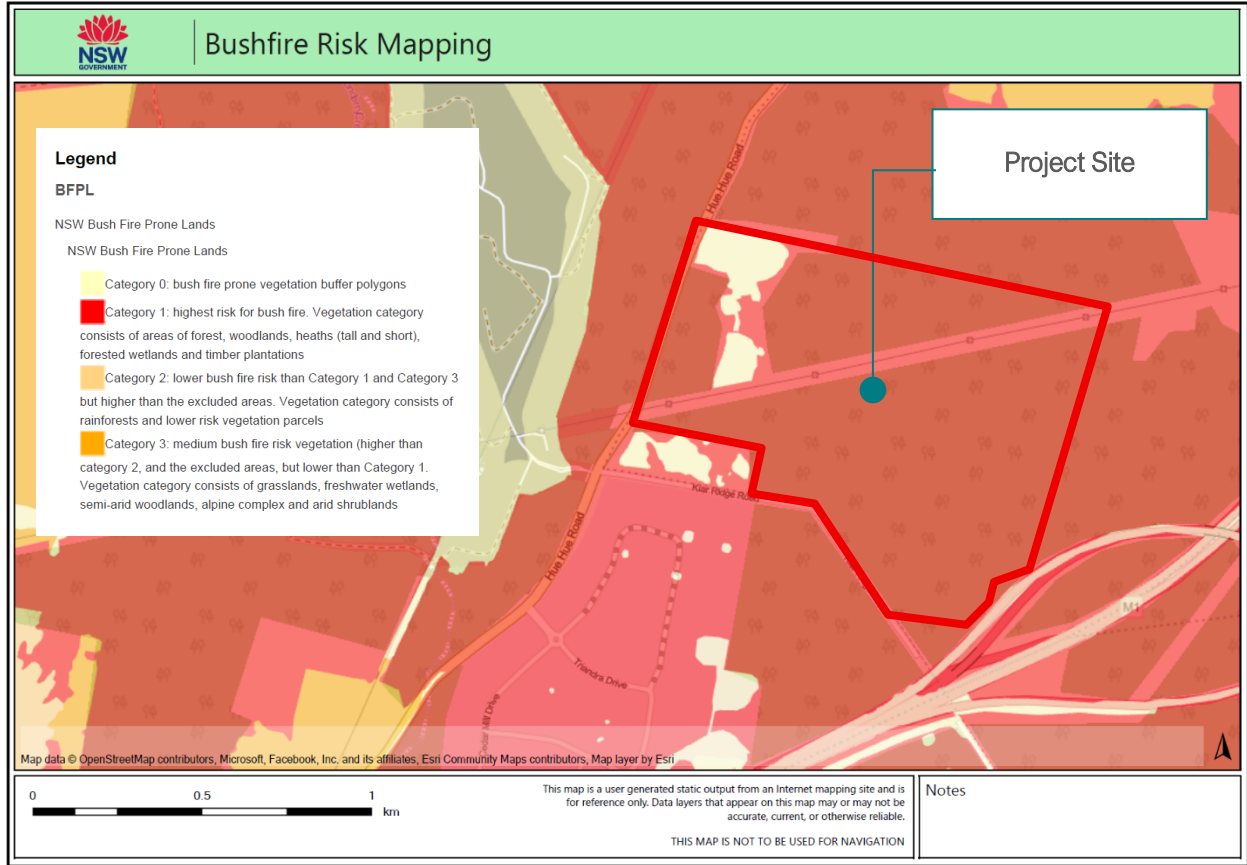 NSW
GOVERNMENT
Bushfire Risk Mapping
Legend
BFPL
NSW Bush Fire Prone Lands
NSW Bush Fire Prone Lands
Category 0: bush fire prone vegetation buffer polygons
Category 1: highest risk for bush fire. Vegetation category
consists of areas of forest, woodlands, heaths (tall and short),
forested wetlands and timber plantations
Category 2: lower bush fire risk than Category 1 and Category 3
but higher than the excluded areas. Vegetation category consists of
rainforests and lower risk vegetation parcels
Category 3: medium bush fire risk vegetation (higher than
category 2, and the excluded areas, but lower than Category 1.
Vegetation category consists of grasslands, freshwater wetlands,
semi-arid woodlands, alpine complex and arid shrublands
Project Site
Hue Hue Road
Kiar Ridge Road
Hue Hue Road
M1
Triandra Drive
Cedar Mill Drive
Map data © OpenStreetMap contributors, Microsoft, Facebook, Inc. and its affiliates, Esri Community Maps contributors, Map layer by Esri
0 0.5 1
km
This map is a user generated static output from an Internet mapping site and is
for reference only. Data layers that appear on this map may or may not be
accurate, current, or otherwise reliable.
THIS MAP IS NOT TO BE USED FOR NAVIGATION
Notes